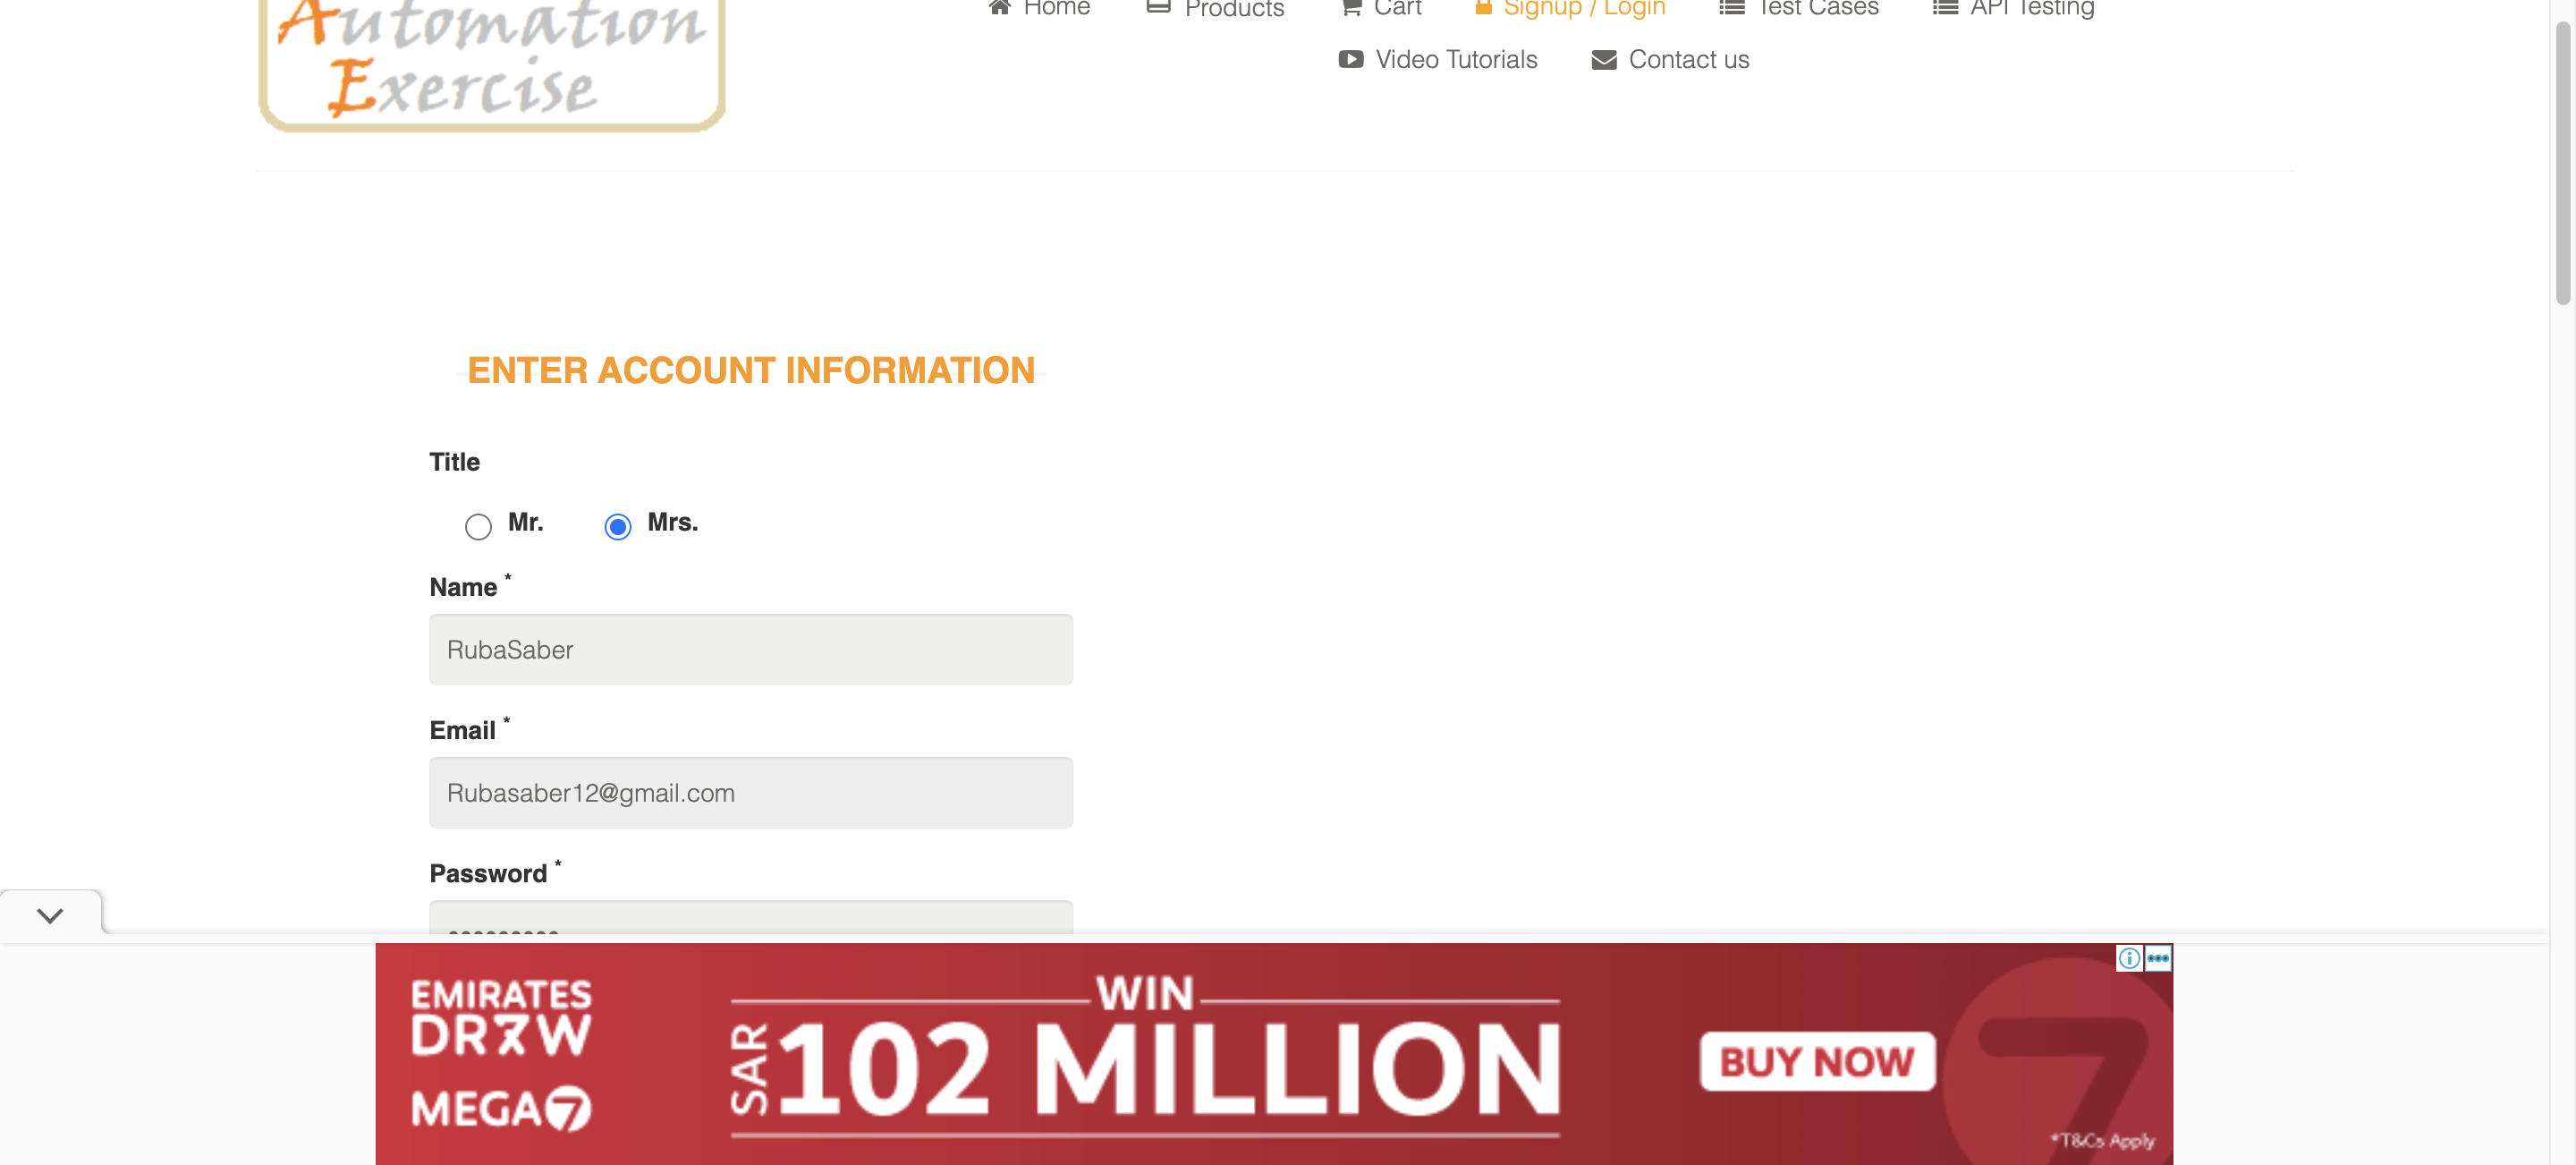 Automation
Exercise
Home Products Cart Signup / Login Test Cases API Testing
Video Tutorials Contact us
ENTER ACCOUNT INFORMATION
Title
Mr. Mrs.
Name *
RubaSaber
Email *
Rubasaber12@gmail.com
Password *
EMIRATES
DRAW
MEGA7
WIN
SAR 102 MILLION
BUY NOW
*T&Cs Apply